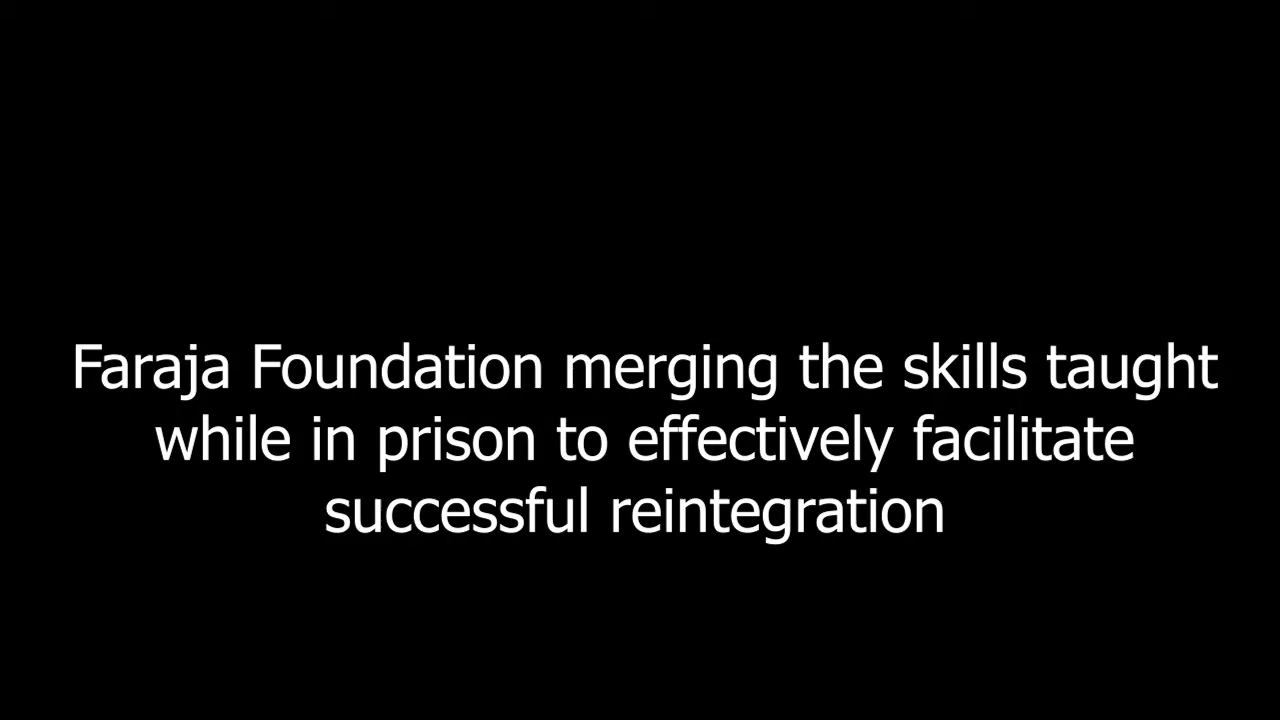 Faraja Foundation merging the skills taught
while in prison to effectively facilitate
successful reintegration